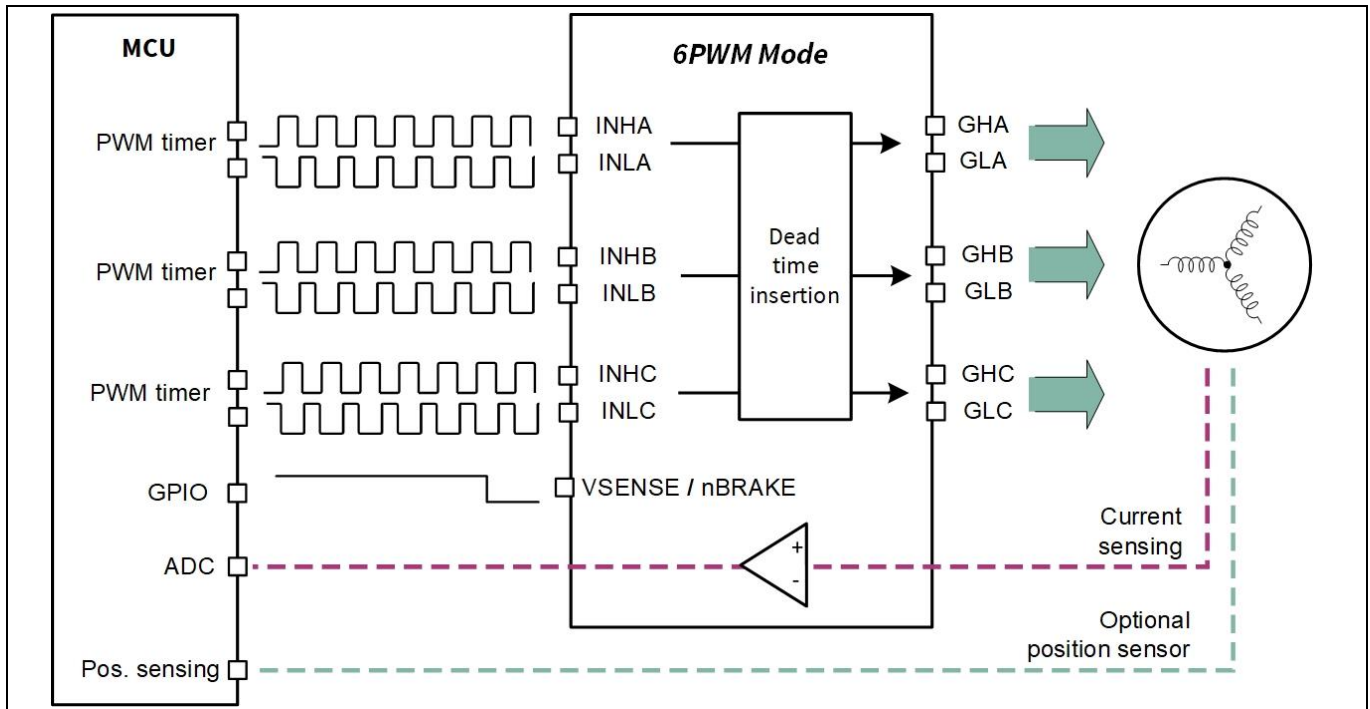 MCU
6PWM Mode
PWM timer
INHA
GHA
INLA
GLA
PWM timer
INHB
GHB
INLB
GLB
Dead
time
insertion
PWM timer
INHC
GHC
INLC
GLC
GPIO
VSENSE / nBRAKE
ADC
+
-
Current
sensing
Pos. sensing
Optional
position sensor